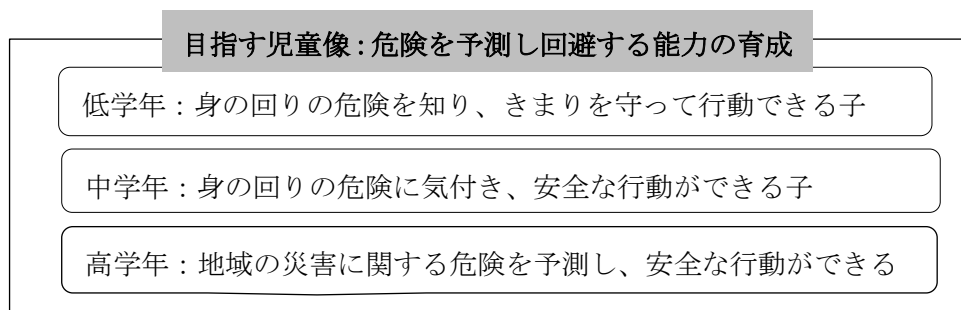 目指す児童像:危険を予測し回避する能力の育成
低学年:身の回りの危険を知り、きまりを守って行動できる子
中学年:身の回りの危険に気付き、安全な行動ができる子
高学年:地域の災害に関する危険を予測し、安全な行動ができる